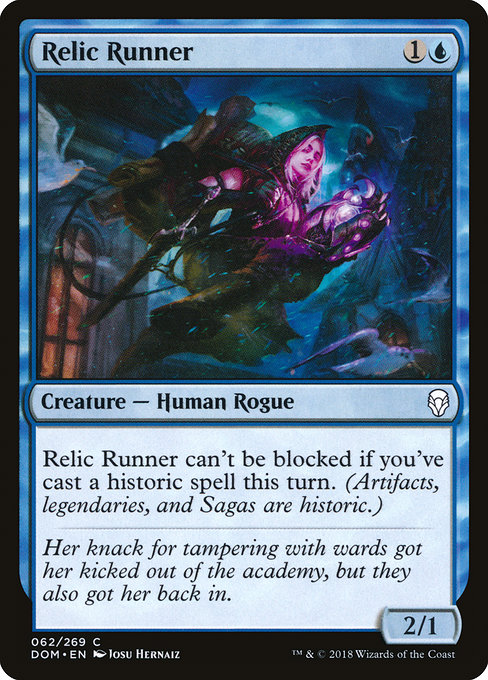 Relic Runner 1
Creature — Human Rogue
Relic Runner can't be blocked if you've
cast a historic spell this turn. (Artifacts,
legendaries, and Sagas are historic.)
Her knack for tampering with wards got
her kicked out of the academy, but they
also got her back in.
2/1
062/269 C
DOM • EN Josu Hernaiz
™ & © 2018 Wizards of the Coast